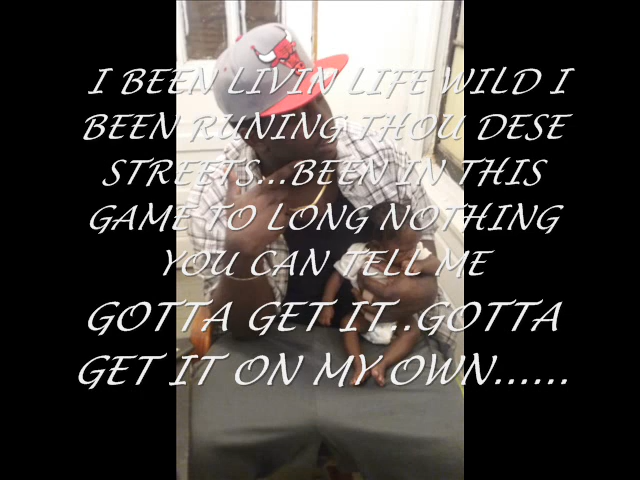 I BEEN LIVIN LIFE WILD I
BEEN RUNING THOU DESE
STREETS...BEEN IN THIS
GAME TO LONG NOTHING
YOU CAN TELL ME
GOTTA GET IT..GOTTA
GET IT ON MY OWN......